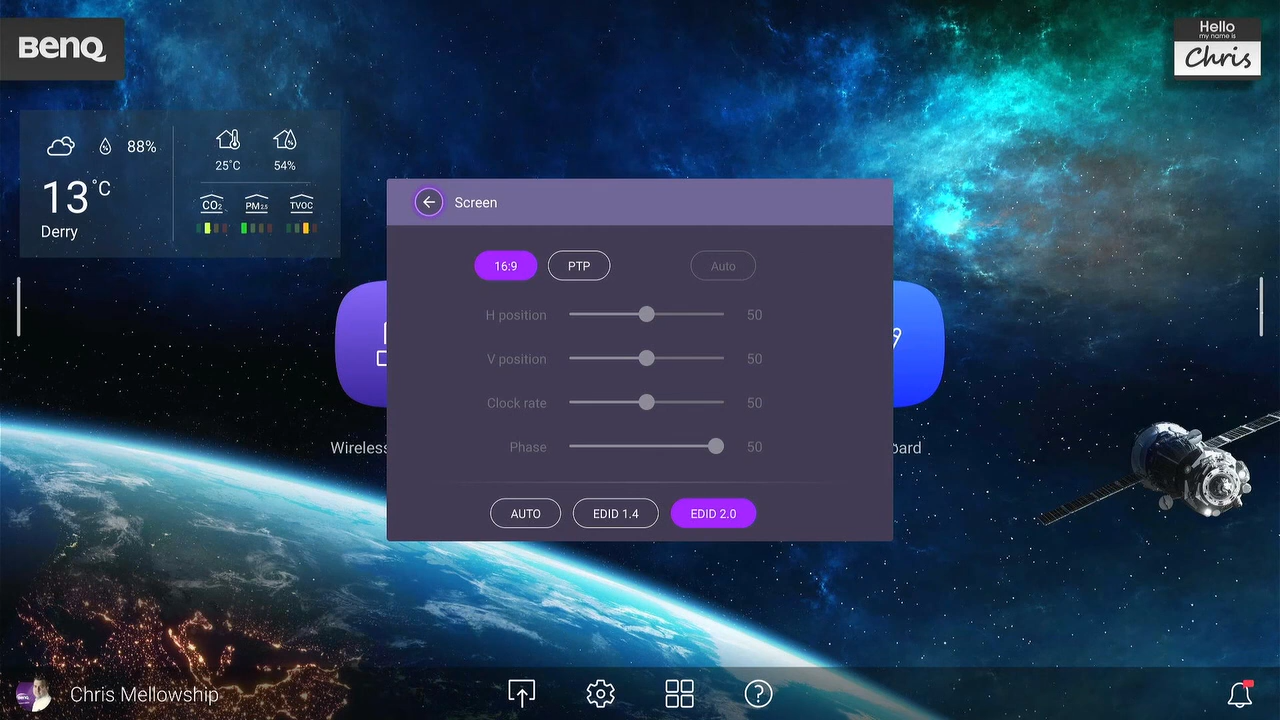 BenQ
Hello
my name is
Chris
88%
25°C
54%
13°C
CO2
PM2.5
TVOC
Derry
Screen
16:9
PTP
Auto
H position
50
V position
50
Clock rate
50
Wireless
Phase
50
AUTO
EDID 1.4
EDID 2.0
Chris Mellowship